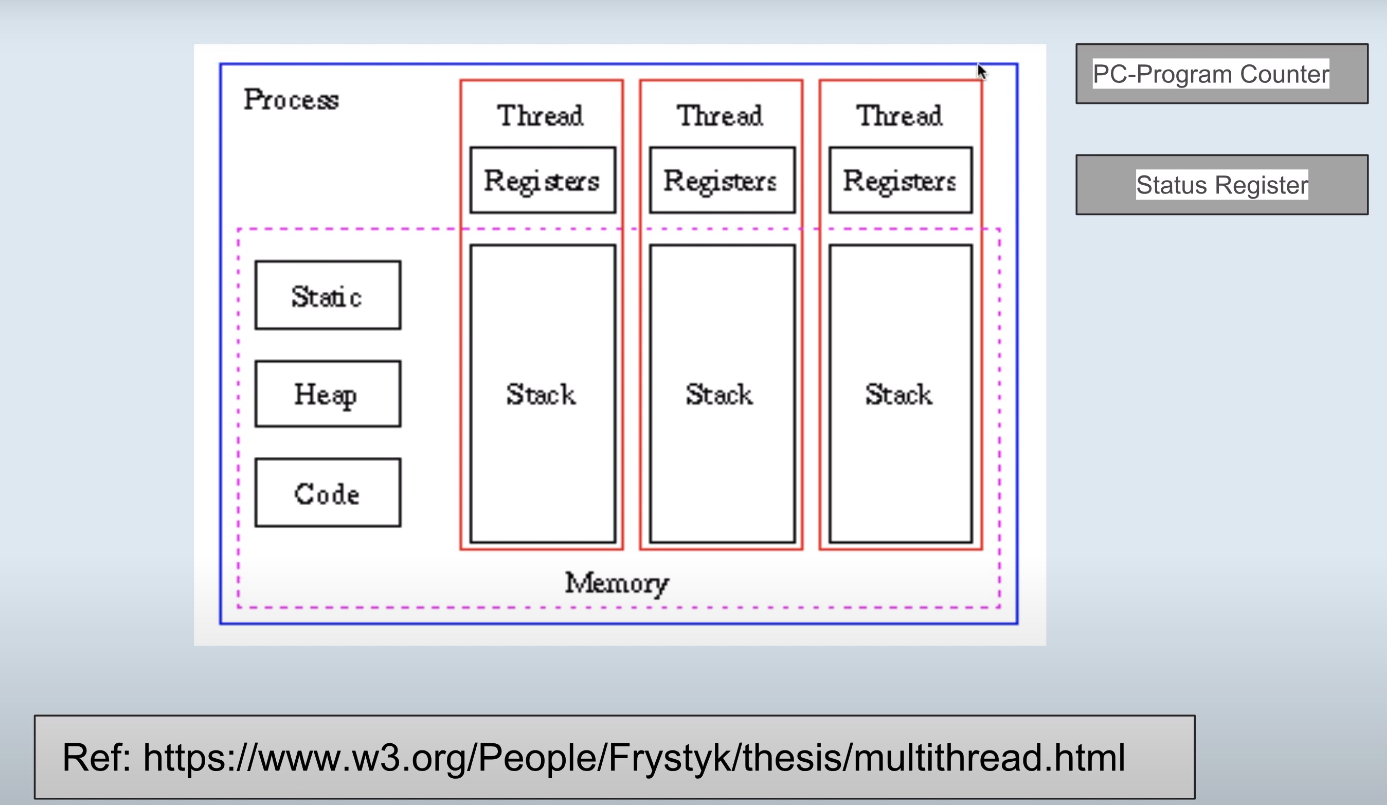 Process
Thread
Thread
Thread
Registers
Registers
Registers
Static
Heap
Code
Stack
Stack
Stack
Memory
PC-Program Counter
Status Register
Ref: https://www.w3.org/People/Frystyk/thesis/multithread.html